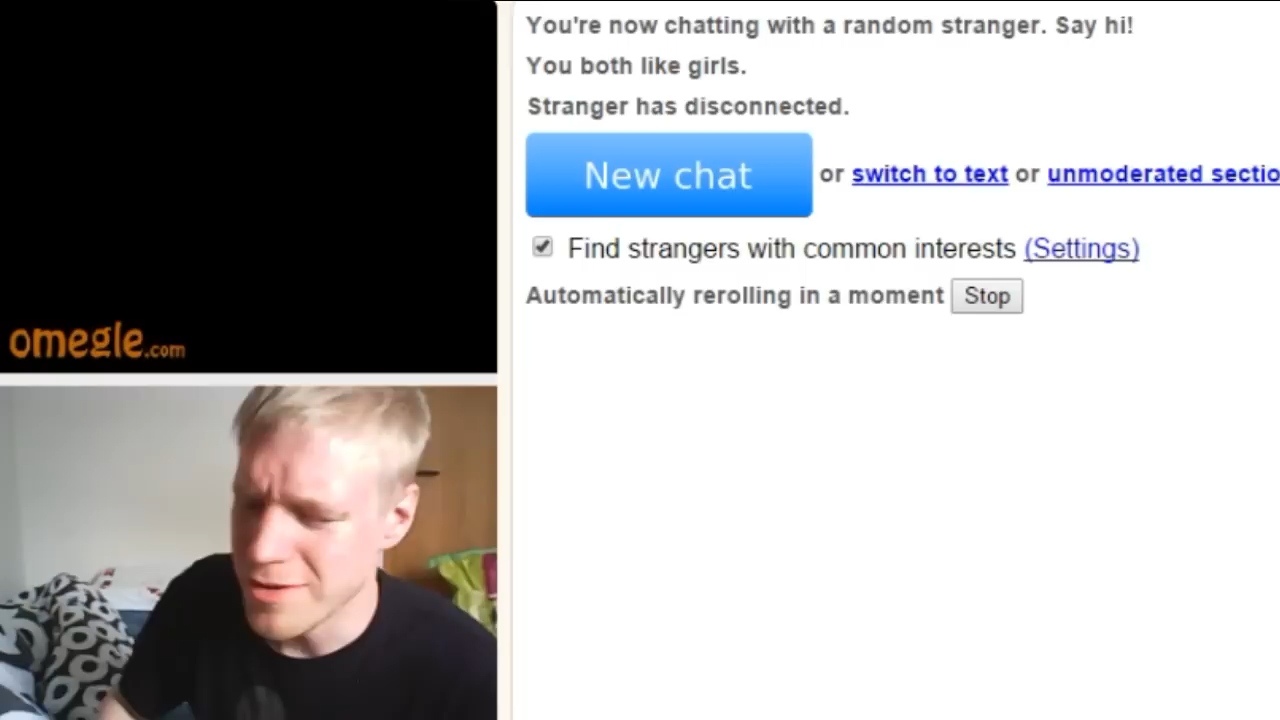 You're now chatting with a random stranger. Say hi!
You both like girls.
Stranger has disconnected.
New chat or switch to text or unmoderated sectio
Find strangers with common interests (Settings)
Automatically rerolling in a moment Stop
omegle.com